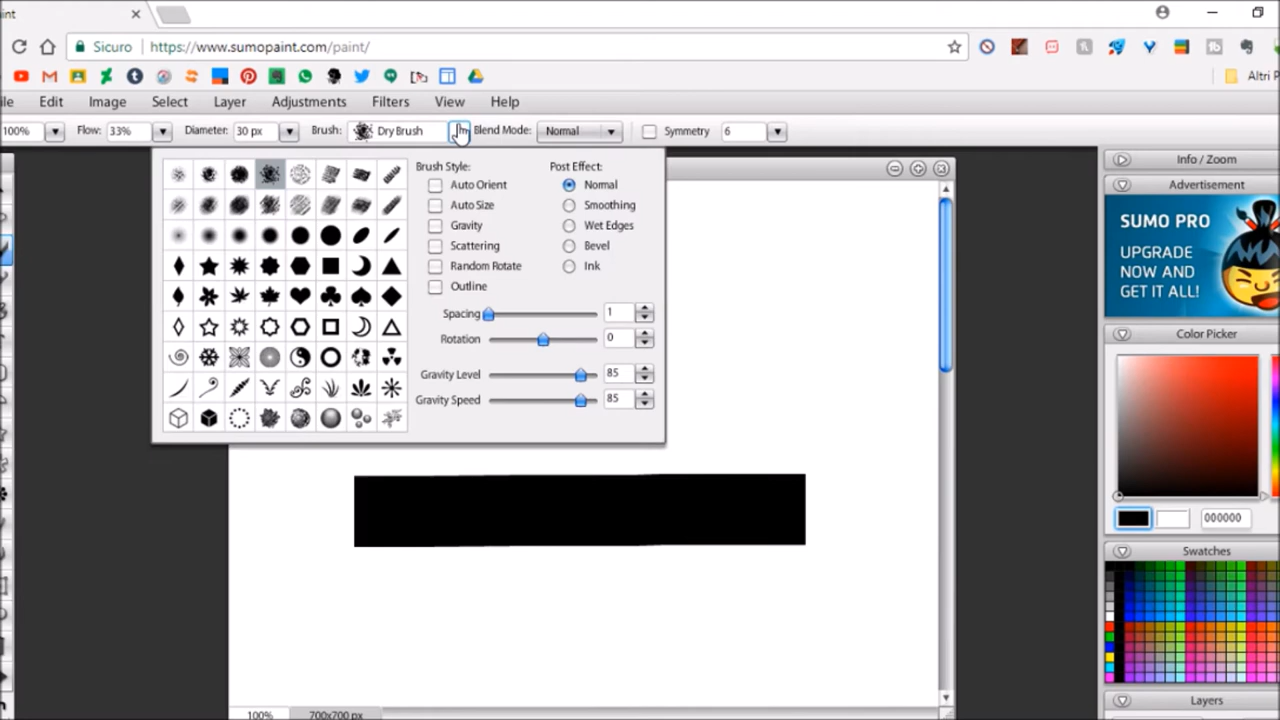 int
Sicuro https://www.sumopaint.com/paint/
Altri P
ile Edit Image Select Layer Adjustments Filters View Help
100% Flow: 33% Diameter: 30 px Brush: Dry Brush Blend Mode: Normal Symmetry 6
Brush Style: Post Effect:
Auto Orient Normal
Auto Size Smoothing
Gravity Wet Edges
Scattering Bevel
Random Rotate Ink
Outline
Spacing 1
Rotation 0
Gravity Level 85
Gravity Speed 85
Info / Zoom
Advertisement
SUMO PRO
UPGRADE
NOW AND
GET IT ALL!
Color Picker
000000
Swatches
Layers
100% 700x700 px